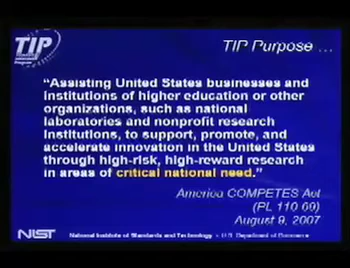 TIP
TIP Purpose ...
“Assisting United States businesses and
institutions of higher education or other
organizations, such as national
laboratories and nonprofit research
institutions, to support, promote, and
accelerate innovation in the United States
through high-risk, high-reward research
in areas of critical national need.”
America COMPETES Act
(PL 110 69)
August 9, 2007
NIST
National Institute of Standards and Technology • U.S. Department of Commerce